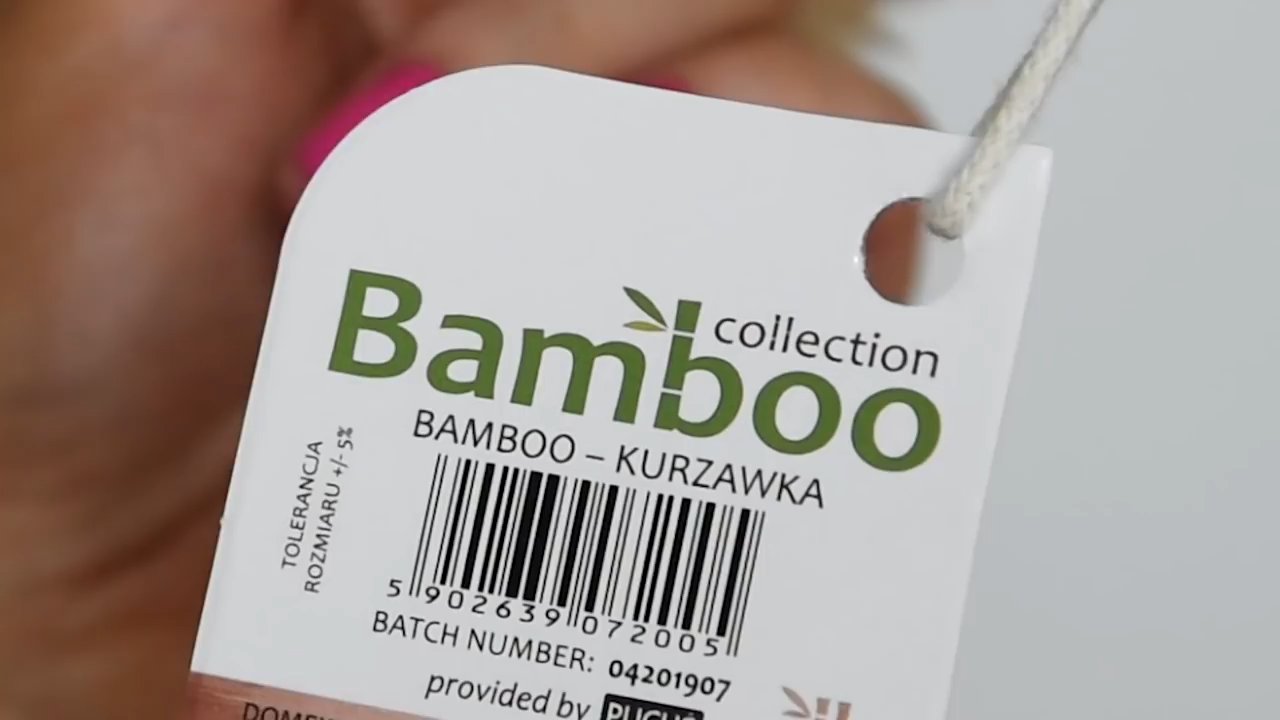 Bamboo collection
BAMBOO – KURZAWKA
TOLERANCJA
ROZMIARU +/- 5%
5 902639 072005
BATCH NUMBER: 04201907
provided by